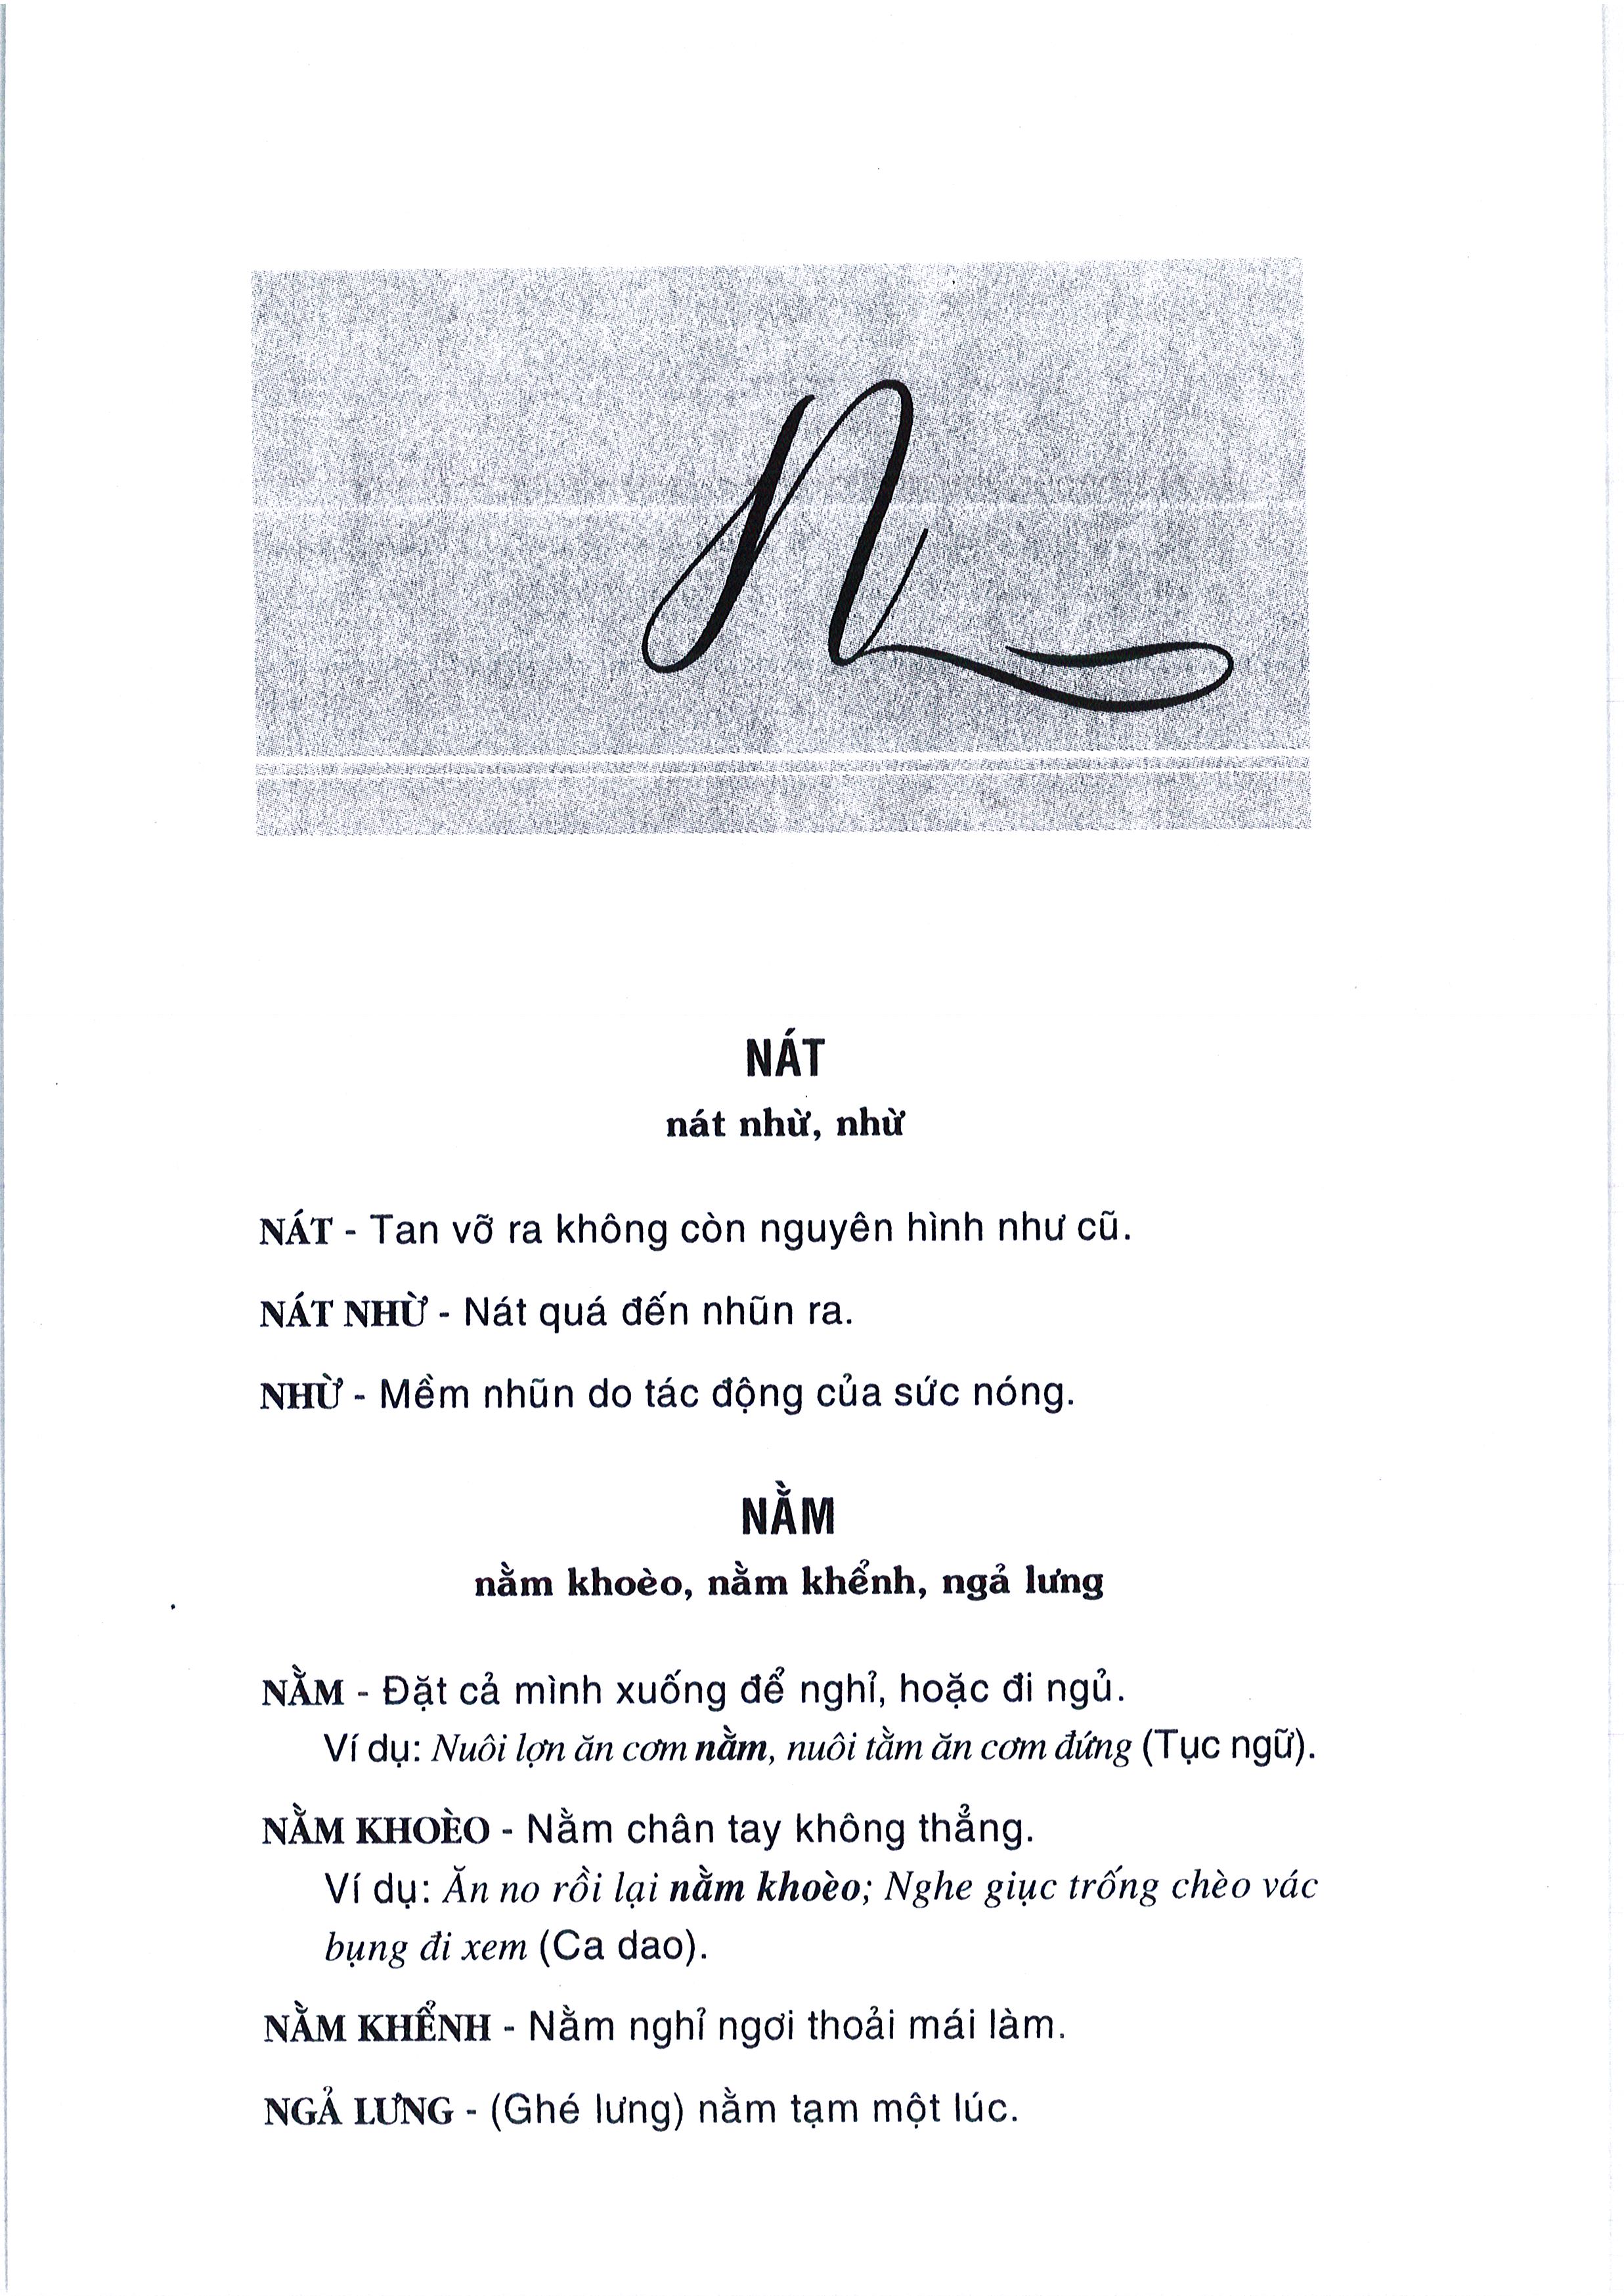 N
NÁT
nát nhừ, nhừ
NÁT - Tan vỡ ra không còn nguyên hình như cũ.
NÁT NHỪ - Nát quá đến nhũn ra.
NHỪ - Mềm nhũn do tác động của sức nóng.
NẰM
nằm khoèo, nằm khểnh, ngả lưng
NẰM - Đặt cả mình xuống để nghỉ, hoặc đi ngủ.
Ví dụ: Nuôi lợn ăn cơm nằm, nuôi tằm ăn cơm đứng (Tục ngữ).
NẰM KHOÈO - Nằm chân tay không thẳng.
Ví dụ: Ăn no rồi lại nằm khoèo; Nghe giục trống chèo vác
bụng đi xem (Ca dao).
NẰM KHỂNH - Nằm nghỉ ngơi thoải mái làm.
NGẢ LƯNG - (Ghé lưng) nằm tạm một lúc.